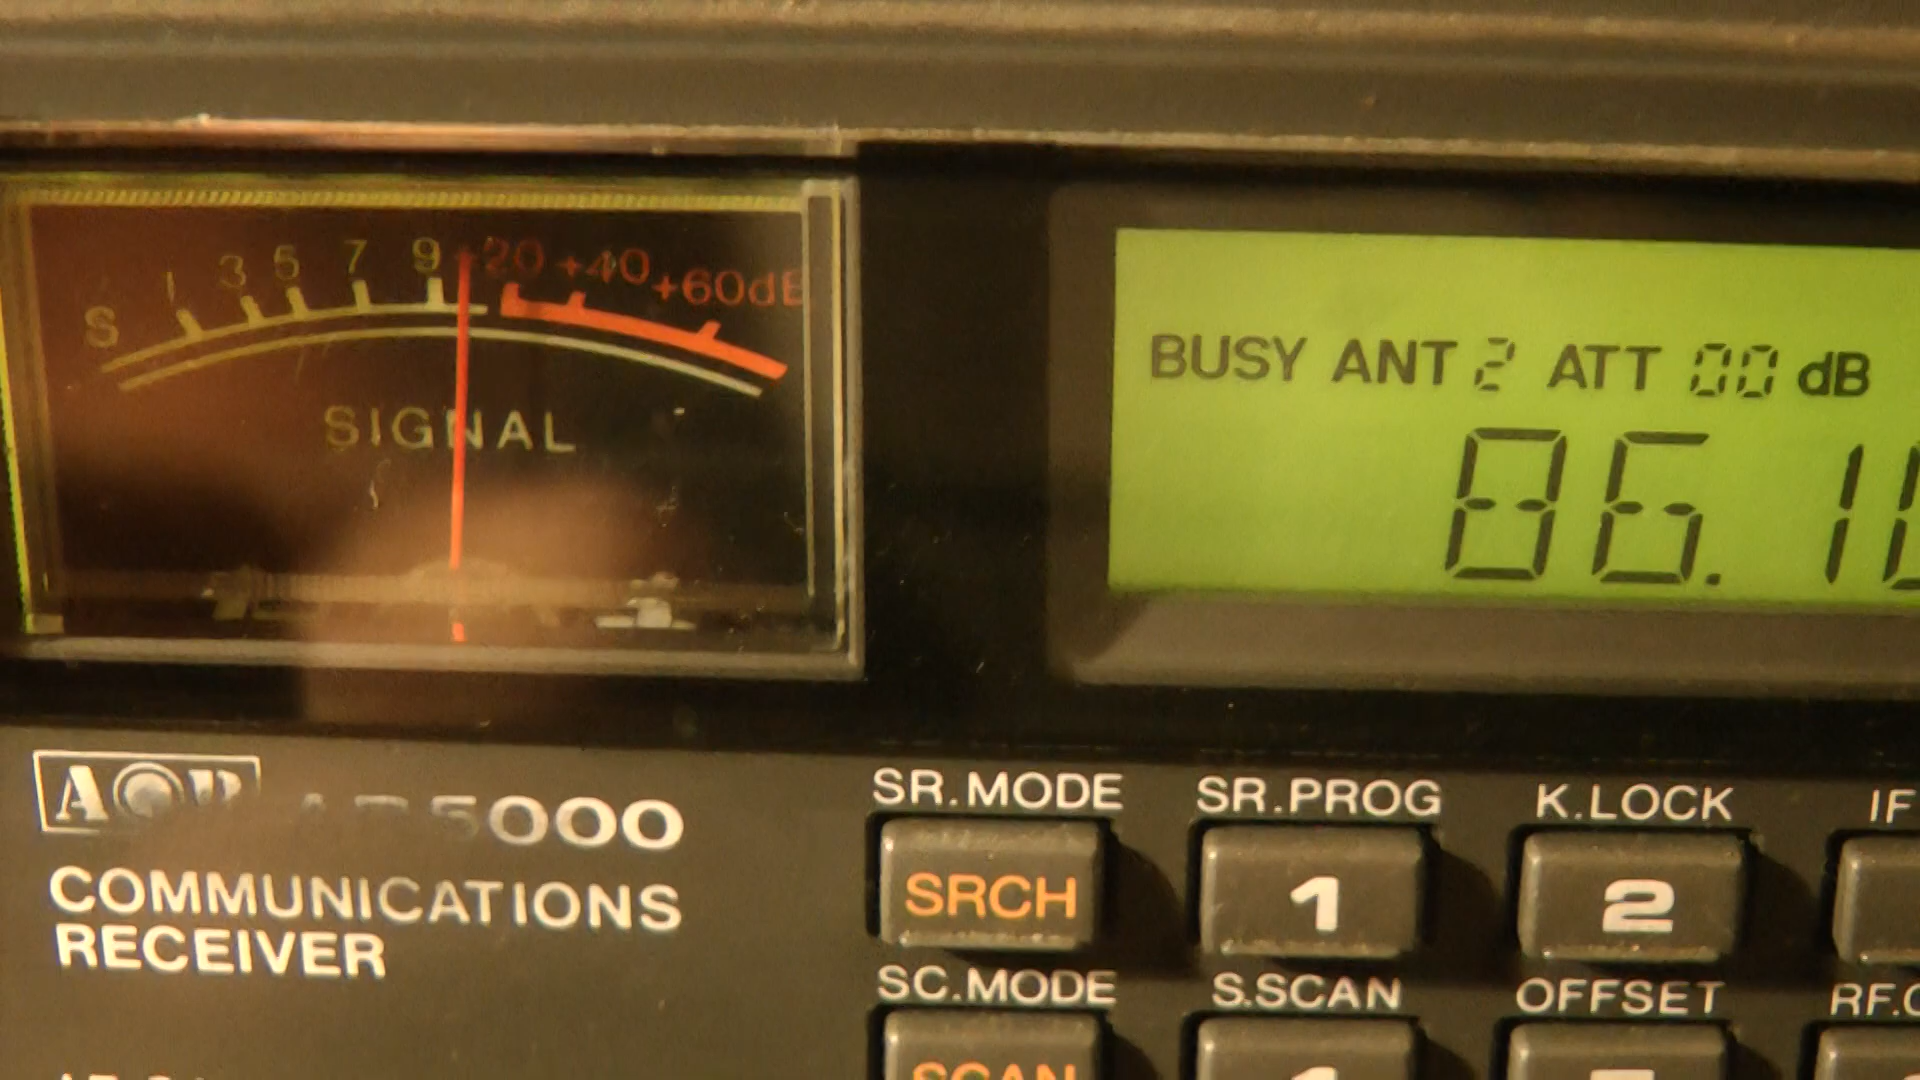 1 3 5 7 9 +20 +40 +60dB
S
SIGNAL
BUSY ANT 2 ATT 00 dB
86.10
AOR AR5000
COMMUNICATIONS
RECEIVER
SR.MODE SR.PROG K.LOCK IF
SRCH 1 2
SC.MODE S.SCAN OFFSET RF.
SCAN